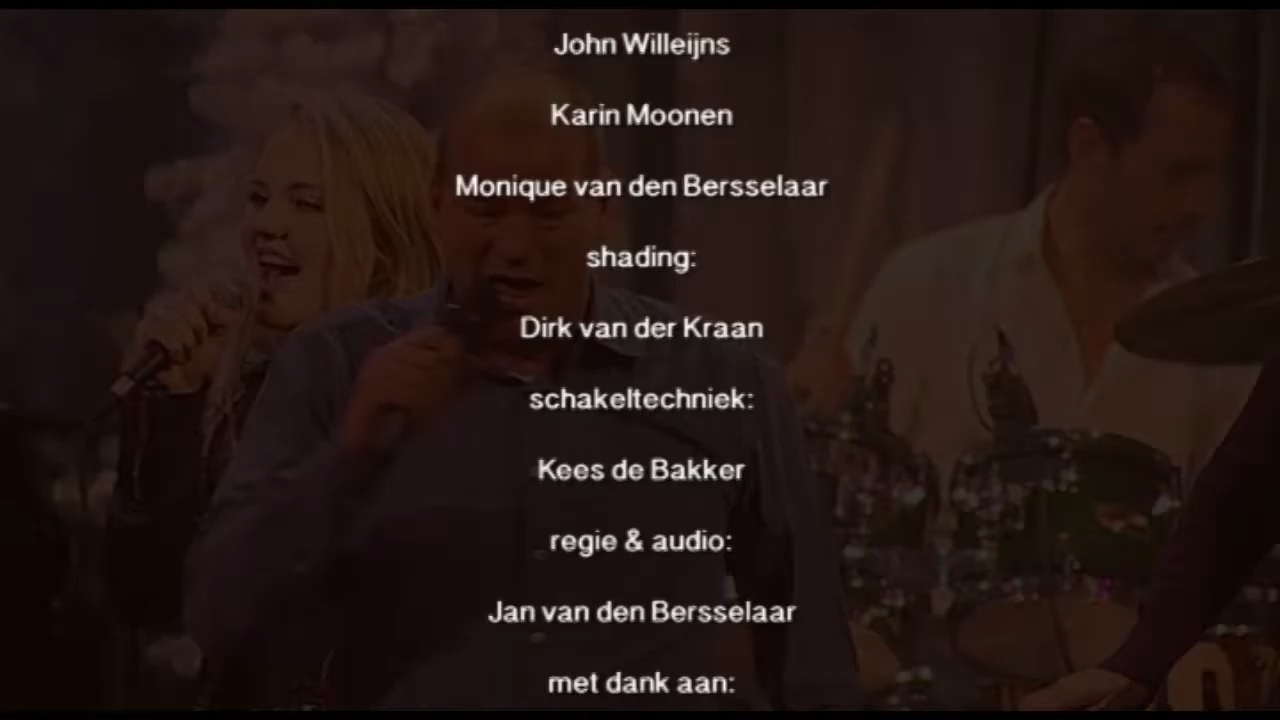 John Willeijns
Karin Moonen
Monique van den Bersselaar
shading:
Dirk van der Kraan
schakeltechniek:
Kees de Bakker
regie & audio:
Jan van den Bersselaar
met dank aan: